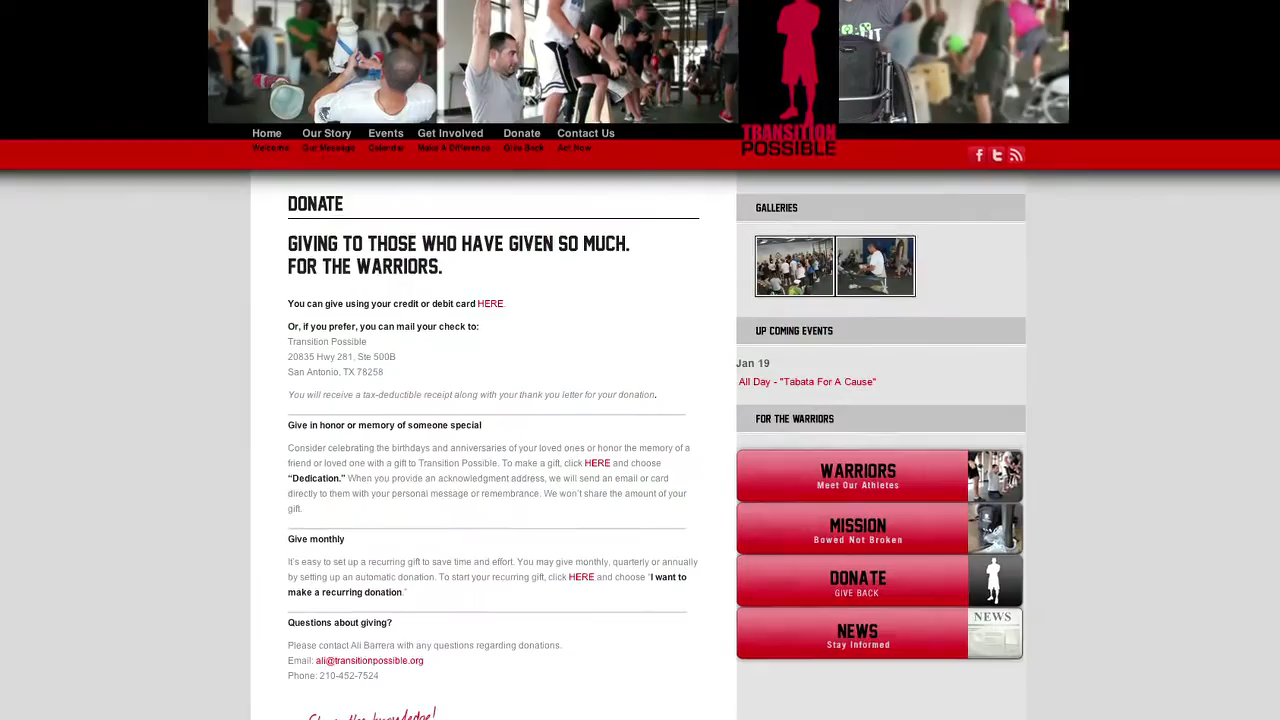 Home Our Story Events Get Involved Donate Contact Us
Welcome Our Message Calendar Make A Difference Give Back Act Now
TRANSITION
POSSIBLE
DONATE
GIVING TO THOSE WHO HAVE GIVEN SO MUCH.
FOR THE WARRIORS.
You can give using your credit or debit card HERE.
Or, if you prefer, you can mail your check to:
Transition Possible
20835 Hwy 281, Ste 500B
San Antonio, TX 78258
You will receive a tax-deductible receipt along with your thank you letter for your donation.
Give in honor or memory of someone special
Consider celebrating the birthdays and anniversaries of your loved ones or honor the memory of a
friend or loved one with a gift to Transition Possible. To make a gift, click HERE and choose
“Dedication.” When you provide an acknowledgment address, we will send an email or card
directly to them with your personal message or remembrance. We won’t share the amount of your
gift.
Give monthly
It’s easy to set up a recurring gift to save time and effort. You may give monthly, quarterly or annually
by setting up an automatic donation. To start your recurring gift, click HERE and choose “I want to
make a recurring donation.”
Questions about giving?
Please contact Ali Barrera with any questions regarding donations.
Email: ali@transitionpossible.org
Phone: 210-452-7524
GALLERIES
UP COMING EVENTS
Jan 19
All Day - "Tabata For A Cause"
FOR THE WARRIORS
WARRIORS
Meet Our Athletes
MISSION
Bowed Not Broken
DONATE
GIVE BACK
NEWS
Stay Informed
NEWS